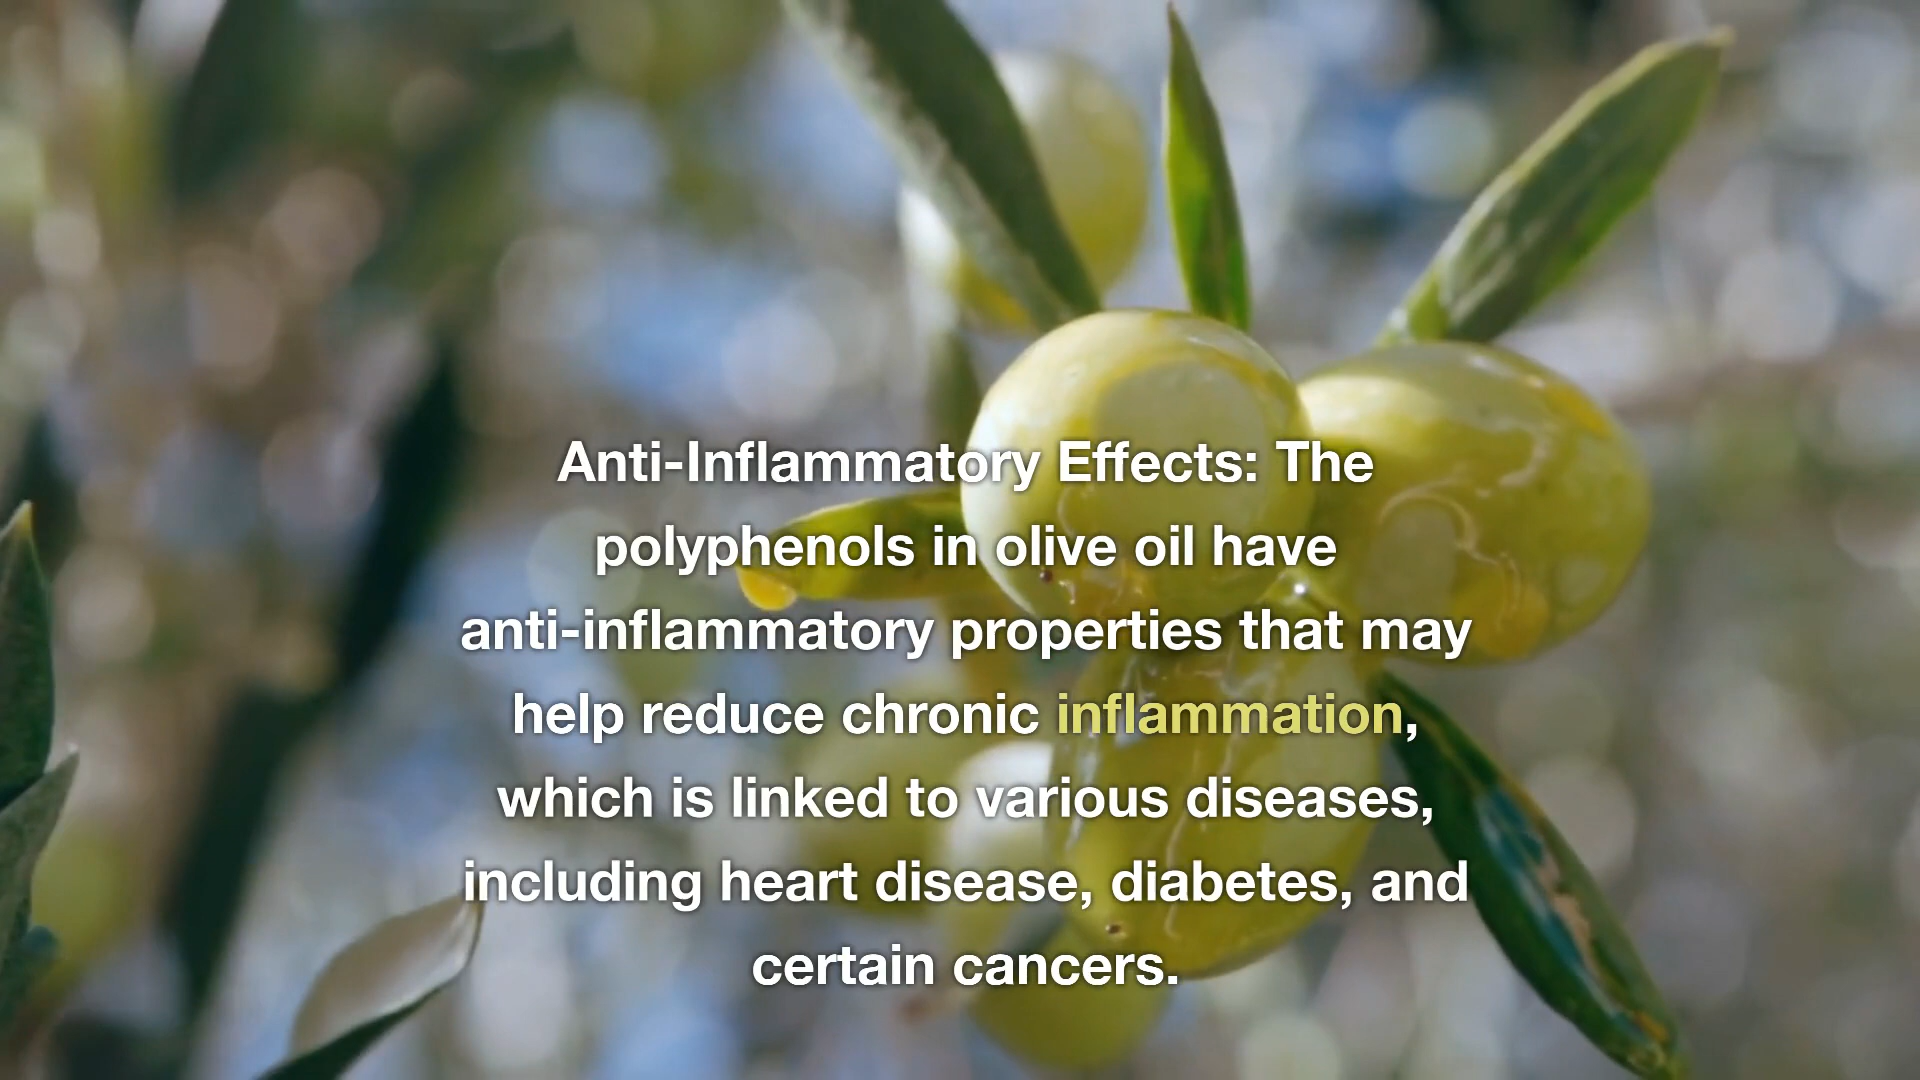 Anti-Inflammatory Effects: The
polyphenols in olive oil have
anti-inflammatory properties that may
help reduce chronic inflammation,
which is linked to various diseases,
including heart disease, diabetes, and
certain cancers.